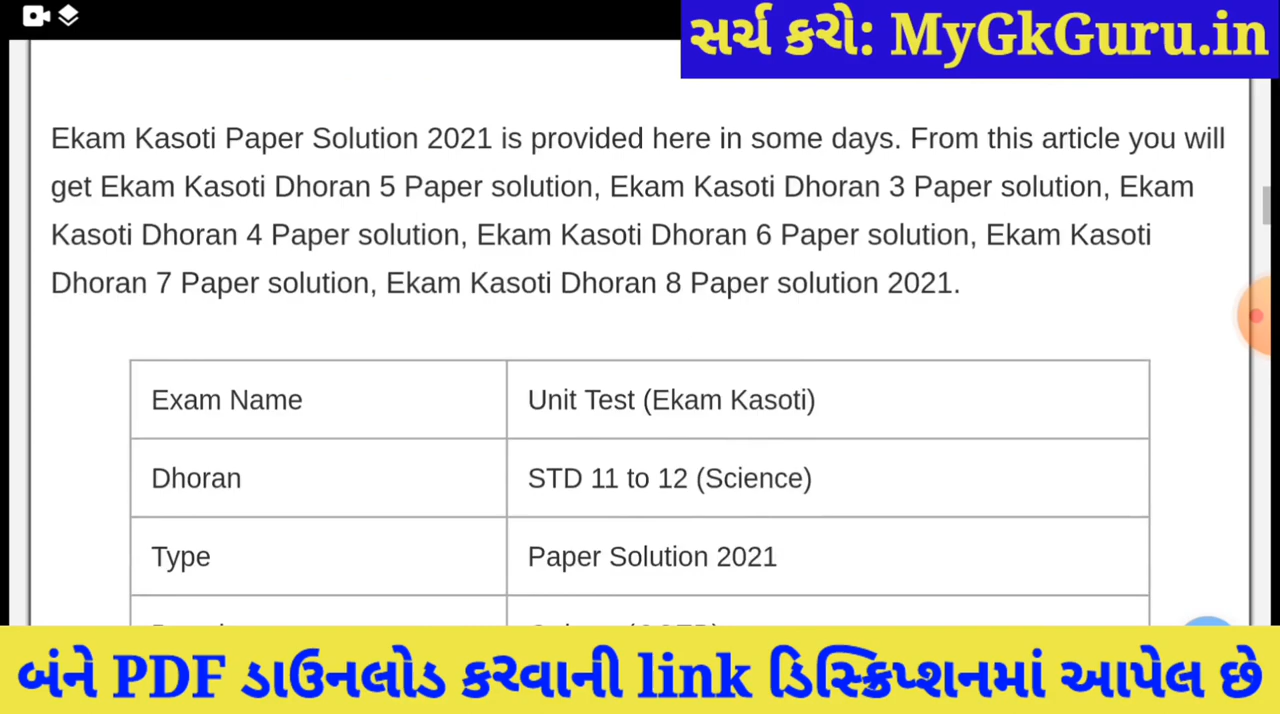 સર્ચ કરો: MyGkGuru.in
Ekam Kasoti Paper Solution 2021 is provided here in some days. From this article you will
get Ekam Kasoti Dhoran 5 Paper solution, Ekam Kasoti Dhoran 3 Paper solution, Ekam
Kasoti Dhoran 4 Paper solution, Ekam Kasoti Dhoran 6 Paper solution, Ekam Kasoti
Dhoran 7 Paper solution, Ekam Kasoti Dhoran 8 Paper solution 2021.
Exam Name Unit Test (Ekam Kasoti)
Dhoran STD 11 to 12 (Science)
Type Paper Solution 2021
બંને PDF ડાઉનલોડ કરવાની link ડિસ્ક્રિપ્શનમાં આપેલ છે